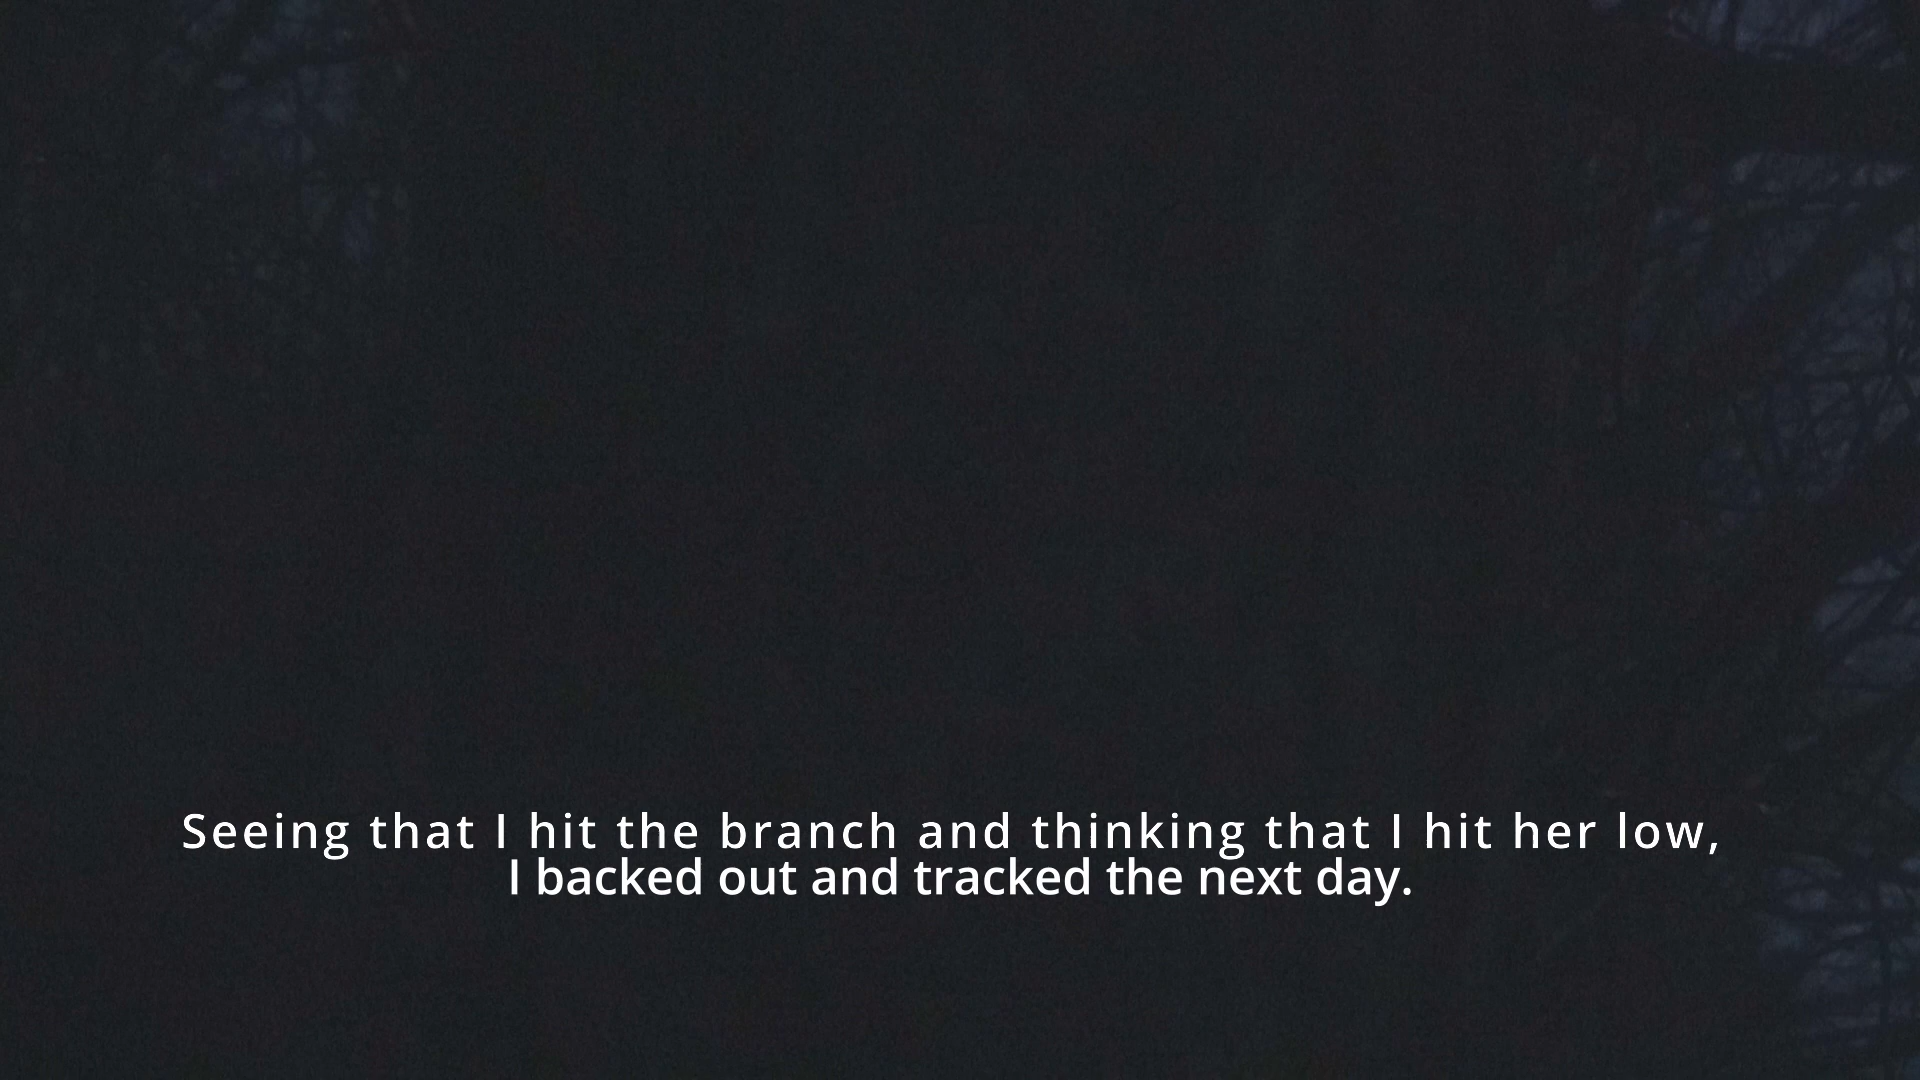 Seeing that I hit the branch and thinking that I hit her low,
I backed out and tracked the next day.